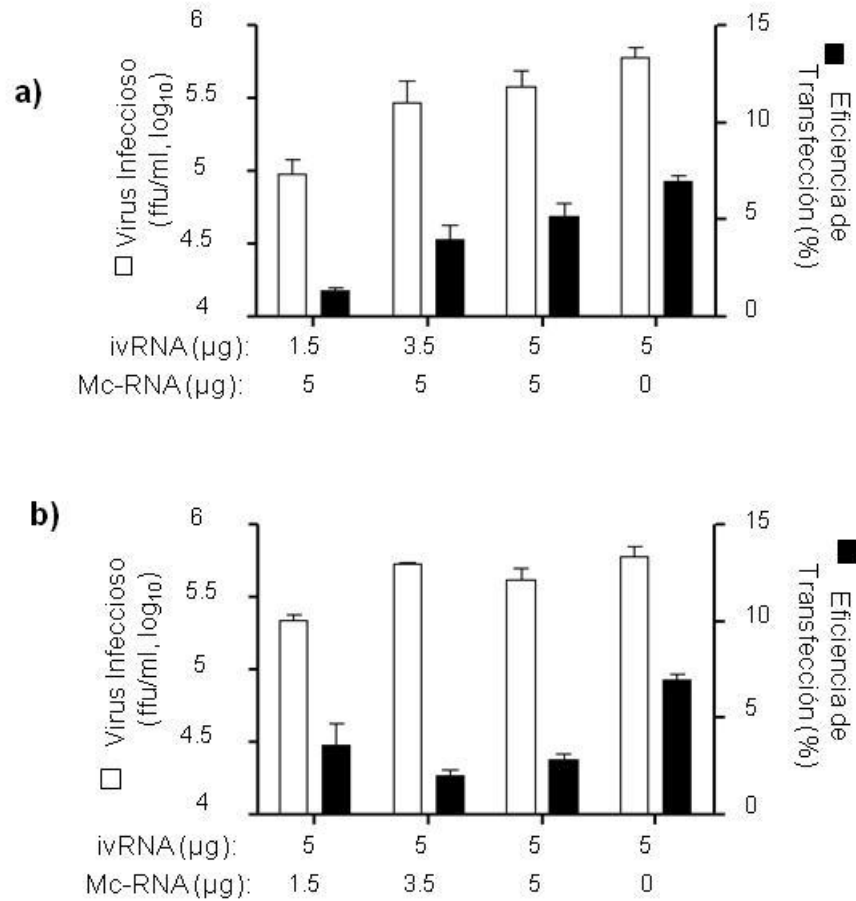 a)
□ Virus Infeccioso
(ffu/ml, log10)
6
5.5
5
4.5
4
15
10
5
0
■ Eficiencia de
Transfección (%)
ivRNA (µg): 1.5 3.5 5 5
Mc-RNA (µg): 5 5 5 0
b)
□ Virus Infeccioso
(ffu/ml, log10)
6
5.5
5
4.5
4
15
10
5
0
■ Eficiencia de
Transfección (%)
ivRNA (µg): 5 5 5 5
Mc-RNA (µg): 1.5 3.5 5 0